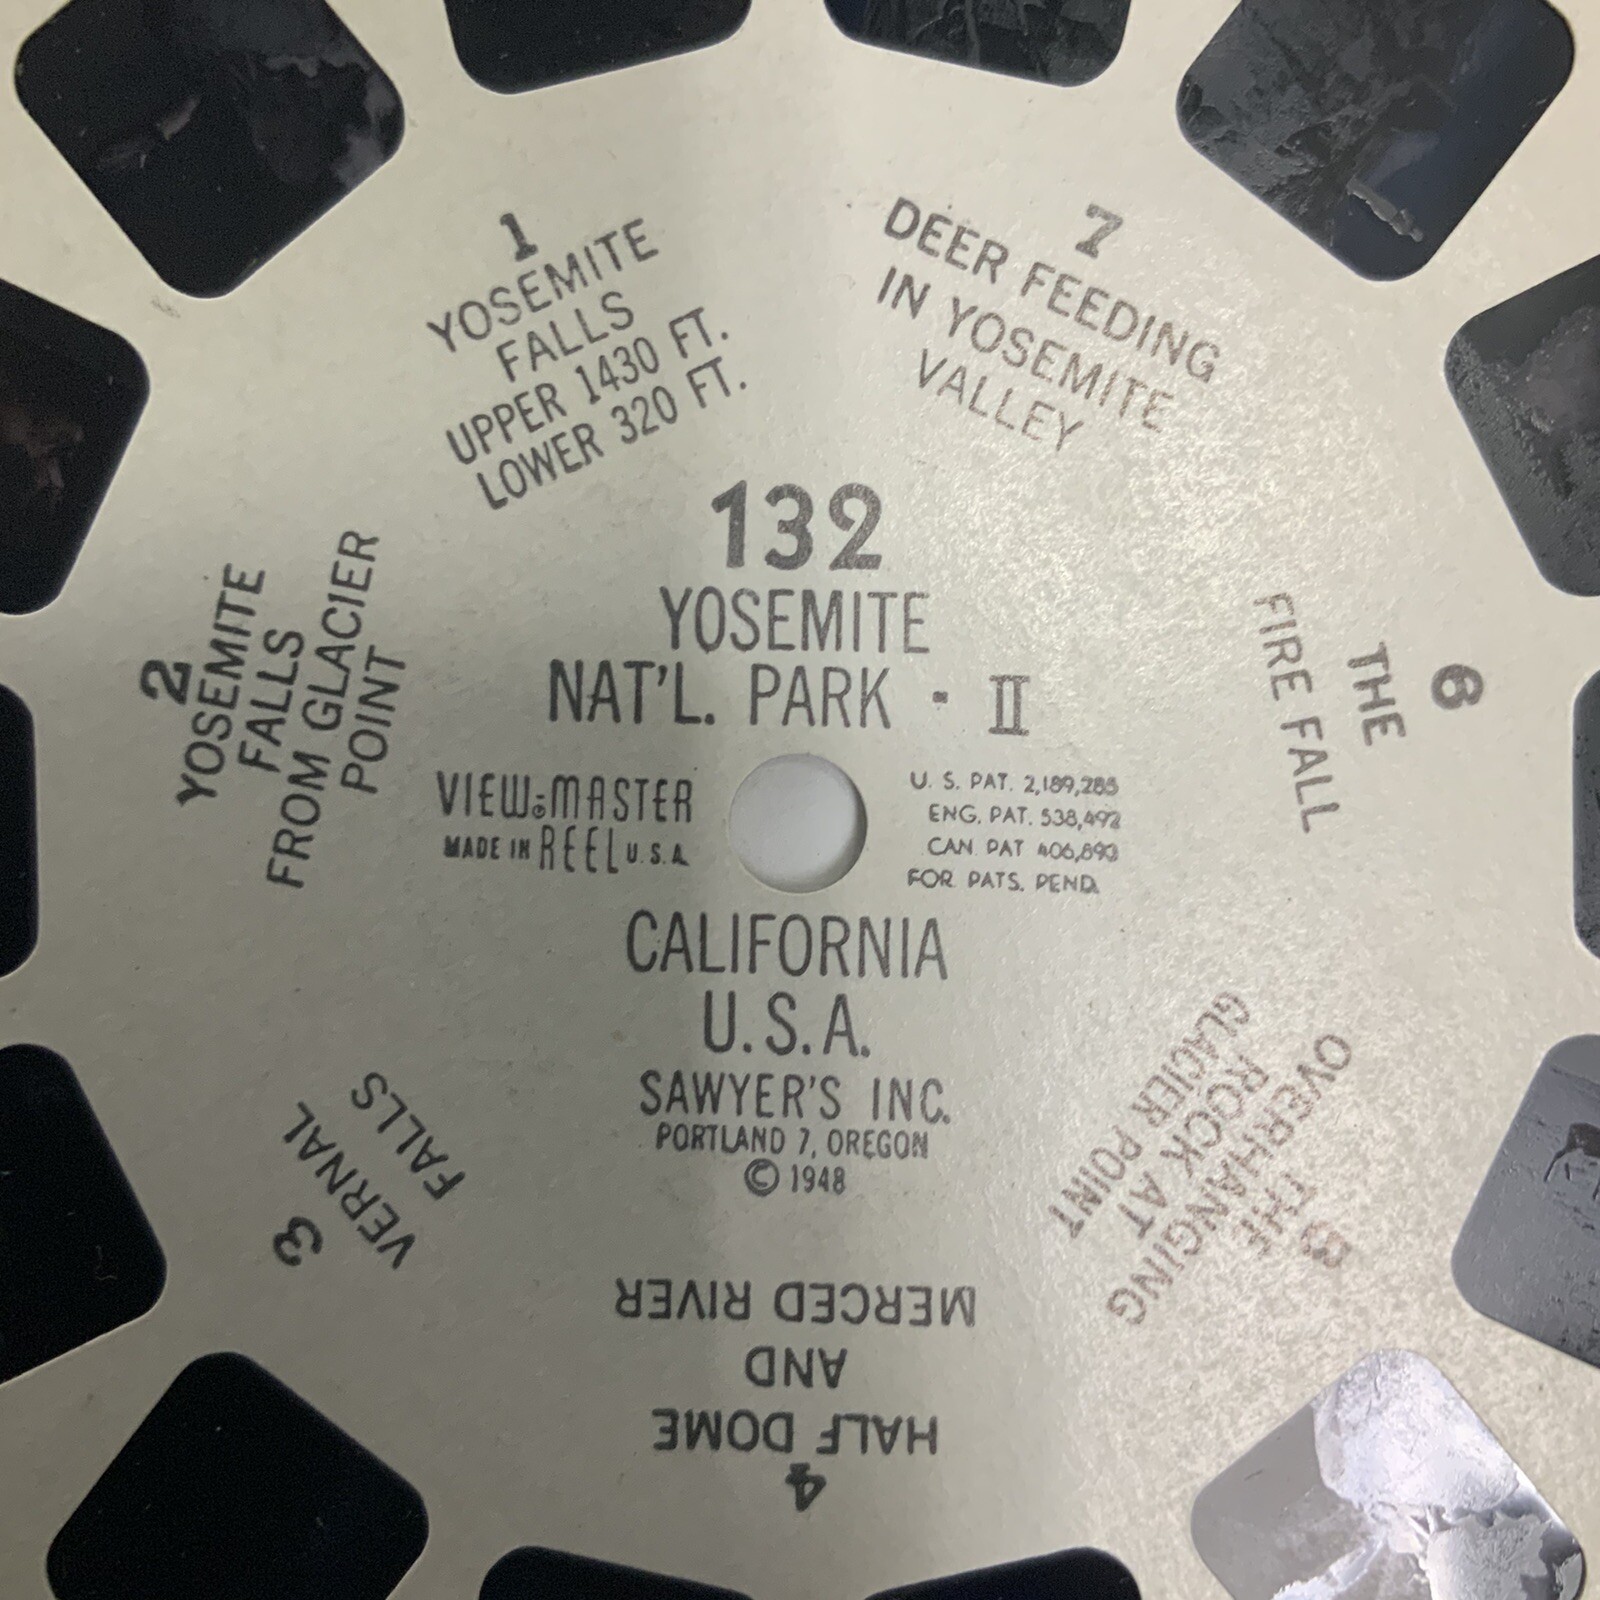 132
YOSEMITE
NAT'L. PARK · II
VIEW-MASTER
®
MADE IN REEL U.S.A.
U. S. PAT. 2,189,285
ENG. PAT. 538,492
CAN. PAT 406,893
FOR. PATS. PEND.
CALIFORNIA
U.S.A.
SAWYER'S INC.
PORTLAND 7, OREGON
© 1948
1
YOSEMITE
FALLS
UPPER 1430 FT.
LOWER 320 FT.
2
YOSEMITE
FALLS
FROM GLACIER
POINT
3
VERNAL
FALLS
4
HALF DOME
AND
MERCED RIVER
5
THE
OVERHANGING
ROCK AT
GLACIER POINT
6
THE
FIRE FALL
7
DEER FEEDING
IN YOSEMITE
VALLEY